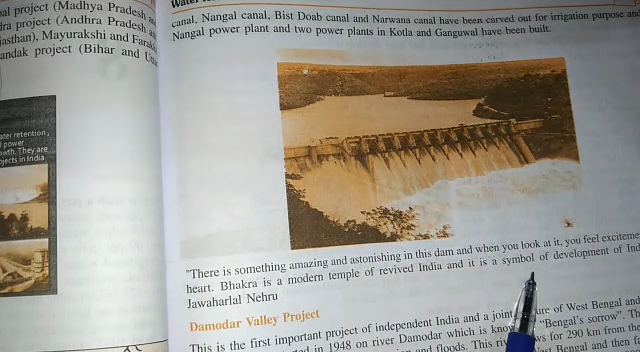 pal project (Madhya Pradesh
(Andhra Pradesh
Mayurakshi and
andak project (Bihar and
ater retention,
power
wth. They are
jects in India
Water
canal, Nangal canal, Bist Doab canal and Narwana canal have been carved out for irrigation purpose and
Nangal power plant and two power plants in Kotla and Ganguwal have been built.
"There is something amazing and astonishing in this dam and when you look at it, you feel exciteme
heart. Bhakra is a modern temple of revived India and it is a symbol of development of Ind
Jawaharlal Nehru
Damodar Valley Project
This is the first important project of independent India and a joint ure of West Bengal and
ted in 1948 on river Damodar which is know "Bengal's sorrow". Th
and floods. This riv ws for 290 km from the
West Bengal and then